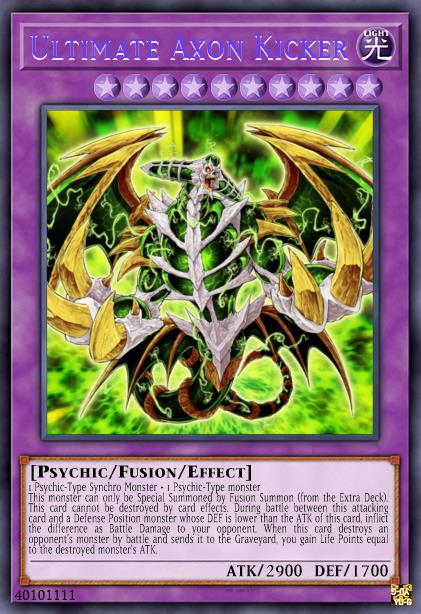 ULTIMATE AXON KICKER
LIGHT
光
[PSYCHIC/FUSION/EFFECT]
1 Psychic-Type Synchro Monster + 1 Psychic-Type monster
This monster can only be Special Summoned by Fusion Summon (from the Extra Deck).
This card cannot be destroyed by card effects. During battle between this attacking
card and a Defense Position monster whose DEF is lower than the ATK of this card, inflict
the difference as Battle Damage to your opponent. When this card destroys an
opponent's monster by battle and sends it to the Graveyard, you gain Life Points equal
to the destroyed monster's ATK.
ATK/2900 DEF/1700
40101111